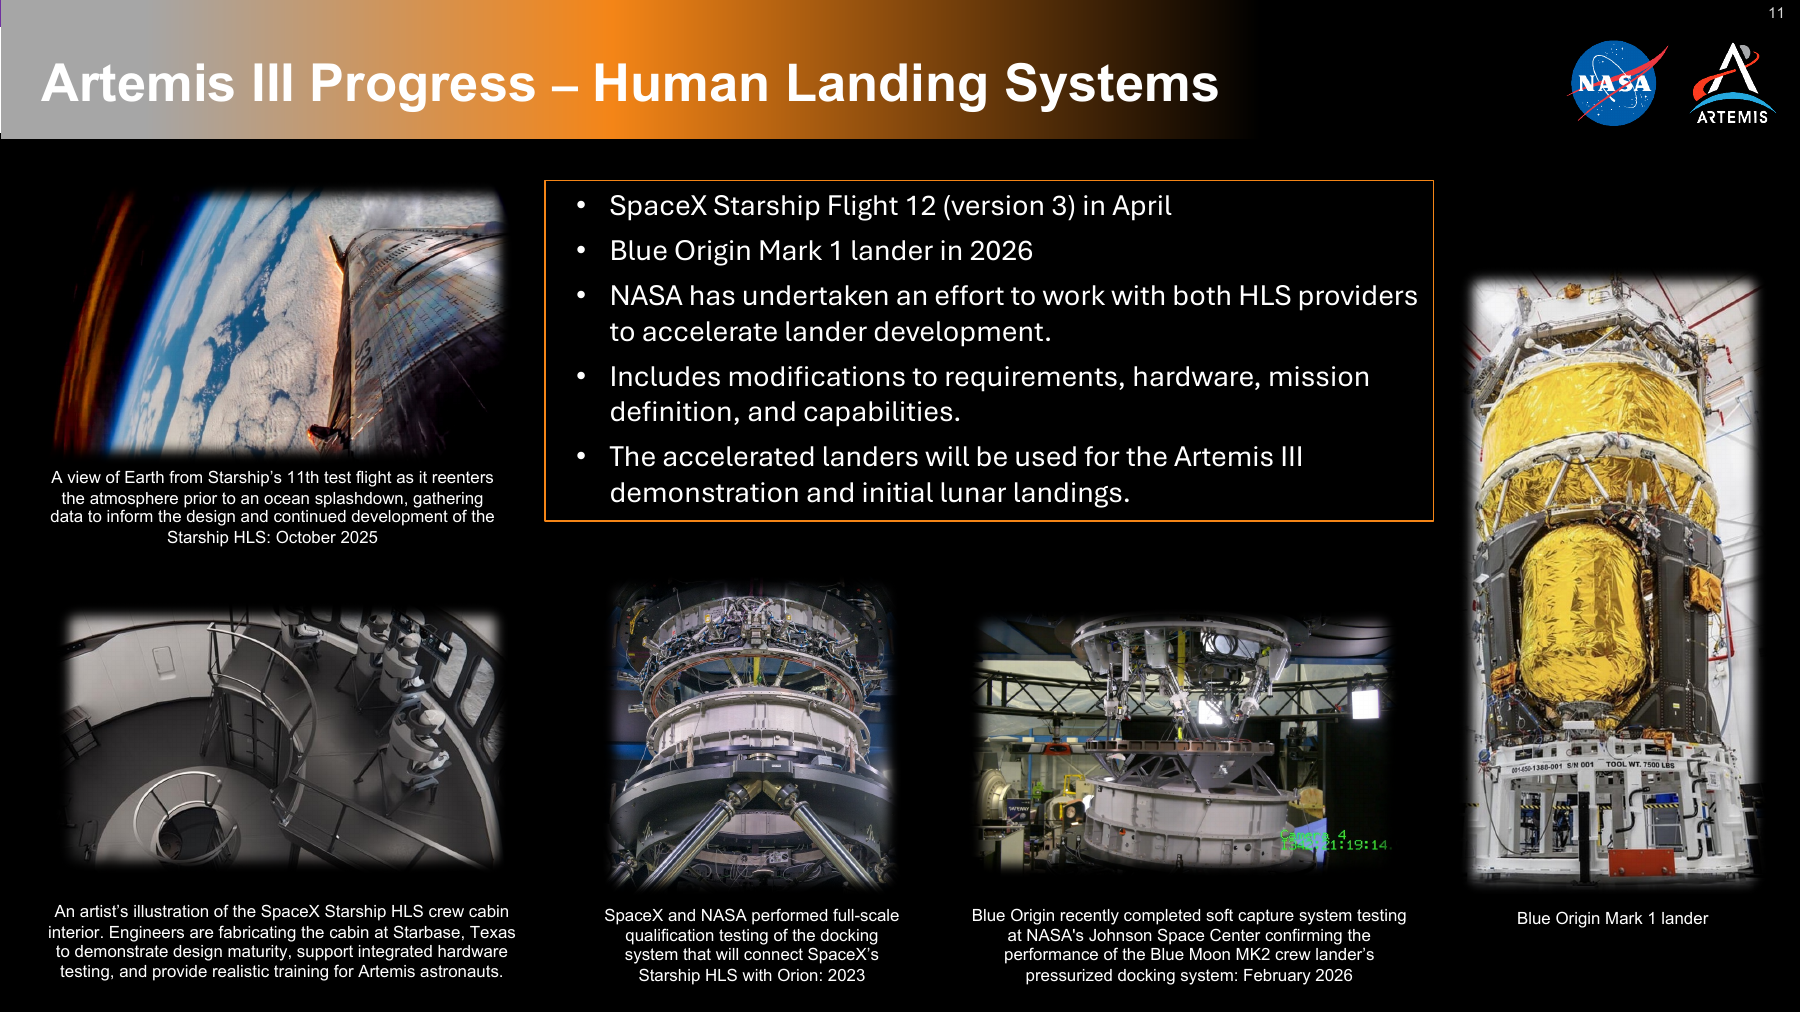 11
Artemis III Progress – Human Landing Systems
NASA
ARTEMIS
• SpaceX Starship Flight 12 (version 3) in April
• Blue Origin Mark 1 lander in 2026
• NASA has undertaken an effort to work with both HLS providers
to accelerate lander development.
• Includes modifications to requirements, hardware, mission
definition, and capabilities.
• The accelerated landers will be used for the Artemis III
demonstration and initial lunar landings.
A view of Earth from Starship's 11th test flight as it reenters
the atmosphere prior to an ocean splashdown, gathering
data to inform the design and continued development of the
Starship HLS: October 2025
An artist's illustration of the SpaceX Starship HLS crew cabin
interior. Engineers are fabricating the cabin at Starbase, Texas
to demonstrate design maturity, support integrated hardware
testing, and provide realistic training for Artemis astronauts.
SpaceX and NASA performed full-scale
qualification testing of the docking
system that will connect SpaceX's
Starship HLS with Orion: 2023
GATEWAY
Camera 4
21:19:14
Blue Origin recently completed soft capture system testing
at NASA's Johnson Space Center confirming the
performance of the Blue Moon MK2 crew lander's
pressurized docking system: February 2026
S/N 001 TOOL WT. 7500 LBS
Blue Origin Mark 1 lander